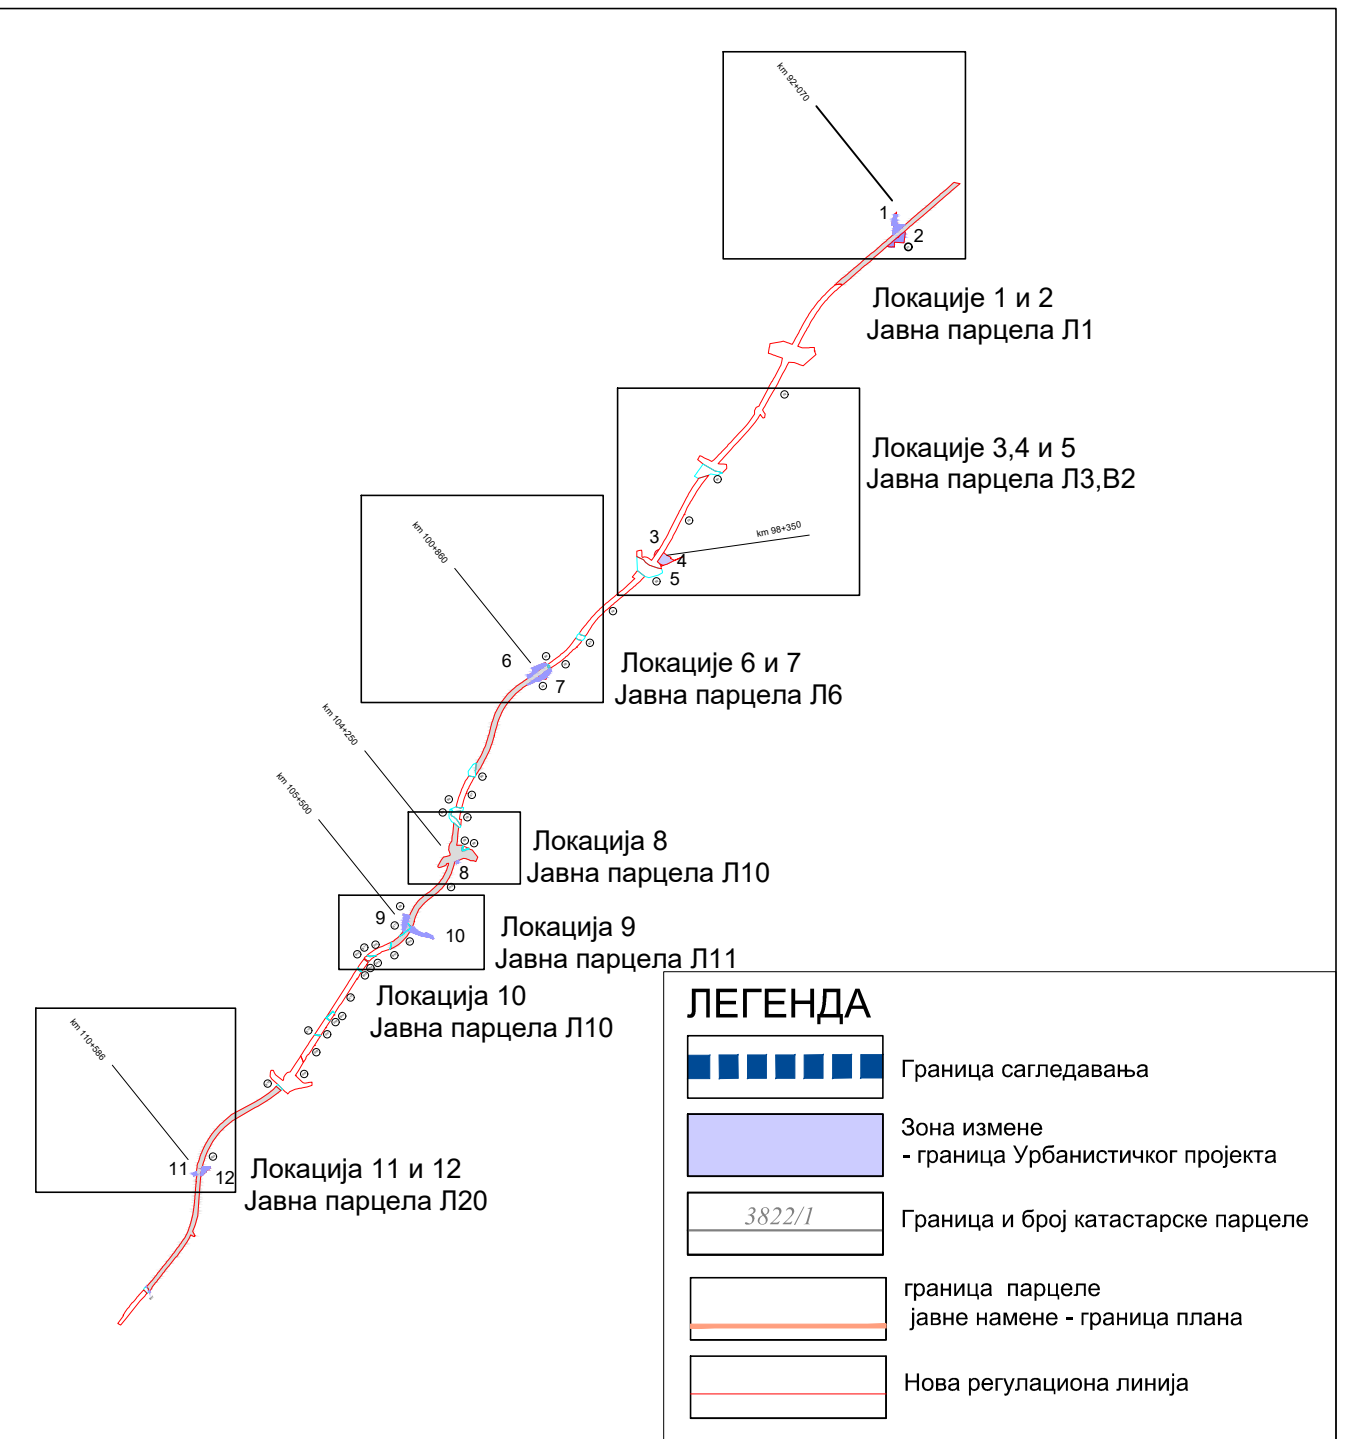 km 92+070
1
2
Локације 1 и 2
Јавна парцела Л1
Локације 3,4 и 5
Јавна парцела Л3,В2
km 98+350
3
4
5
km 100+860
6
7
Локације 6 и 7
Јавна парцела Л6
km 104+250
km 105+500
8
Локација 8
Јавна парцела Л10
9
10
Локација 9
Јавна парцела Л11
Локација 10
Јавна парцела Л10
km 110+586
11
12
Локација 11 и 12
Јавна парцела Л20
ЛЕГЕНДА
Граница сагледавања
Зона измене
- граница Урбанистичког пројекта
3822/1
Граница и број катастарске парцеле
граница парцеле
јавне намене - граница плана
Нова регулациона линија